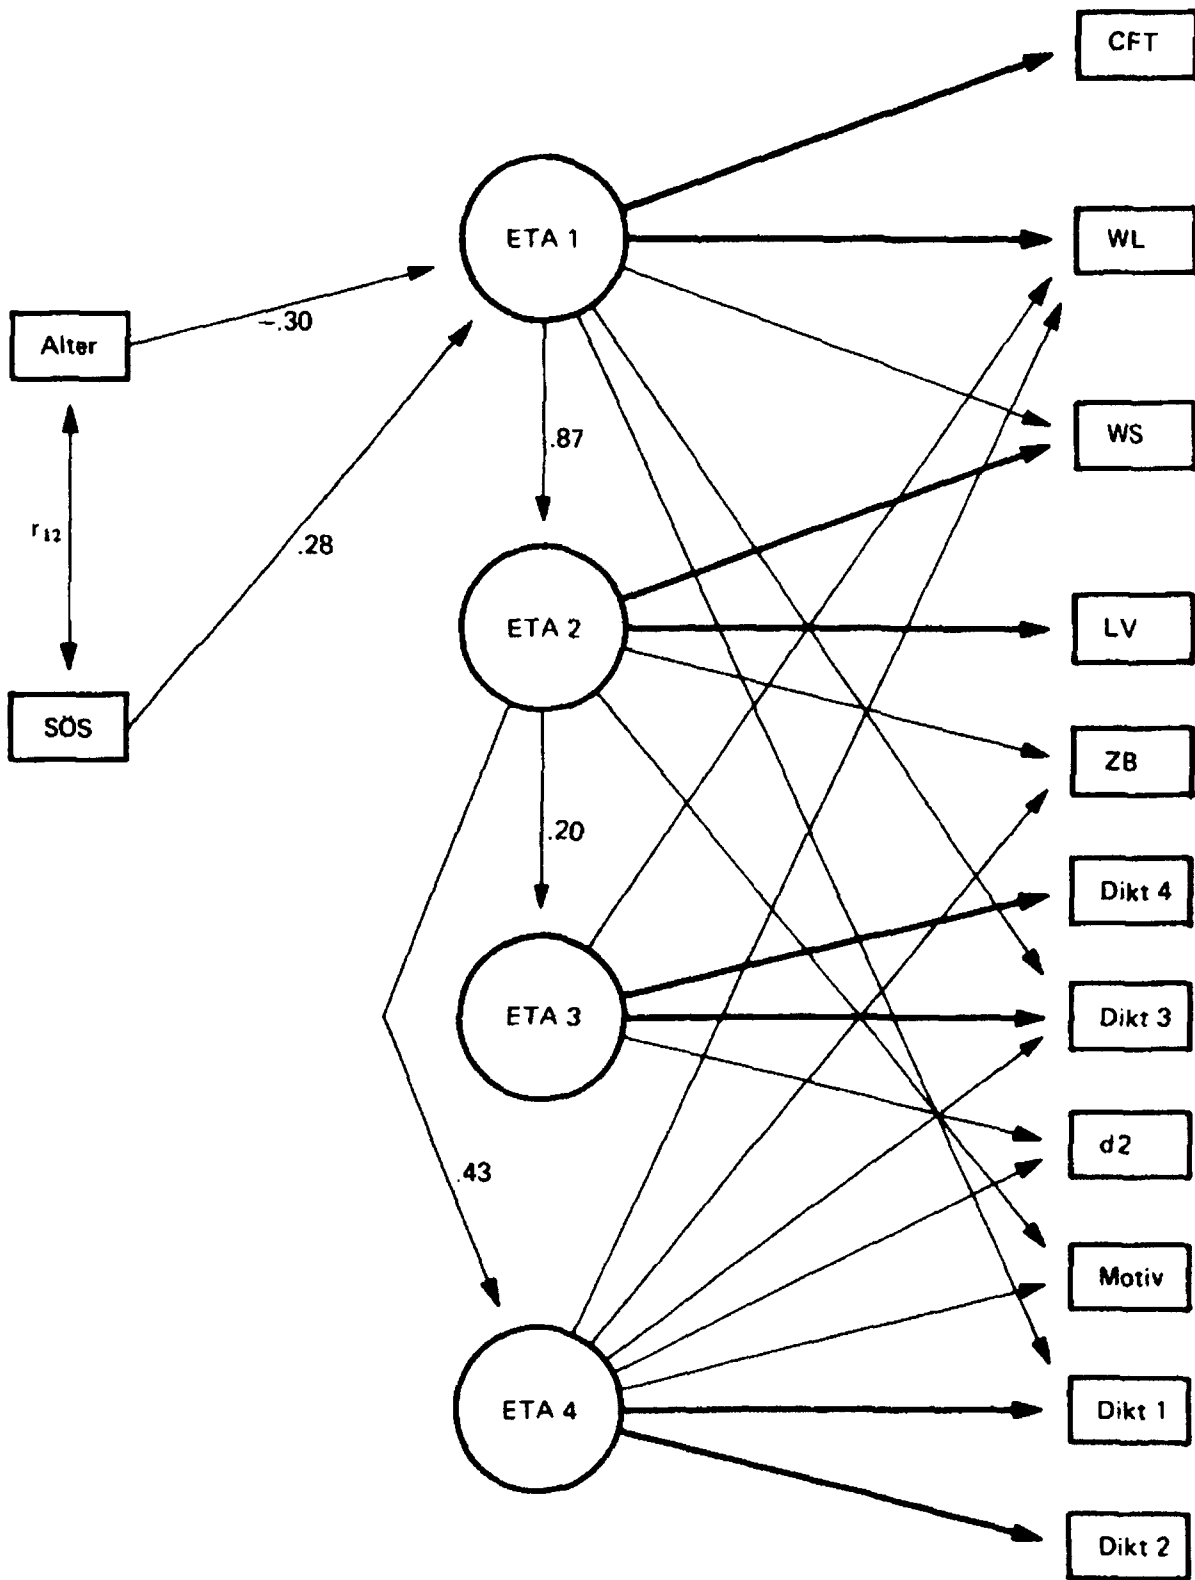 CFT
ETA 1
WL
-.30
Alter
WS
.87
r12
.28
ETA 2
LV
SÖS
ZB
.20
Dikt 4
ETA 3
Dikt 3
d2
.43
Motiv
ETA 4
Dikt 1
Dikt 2